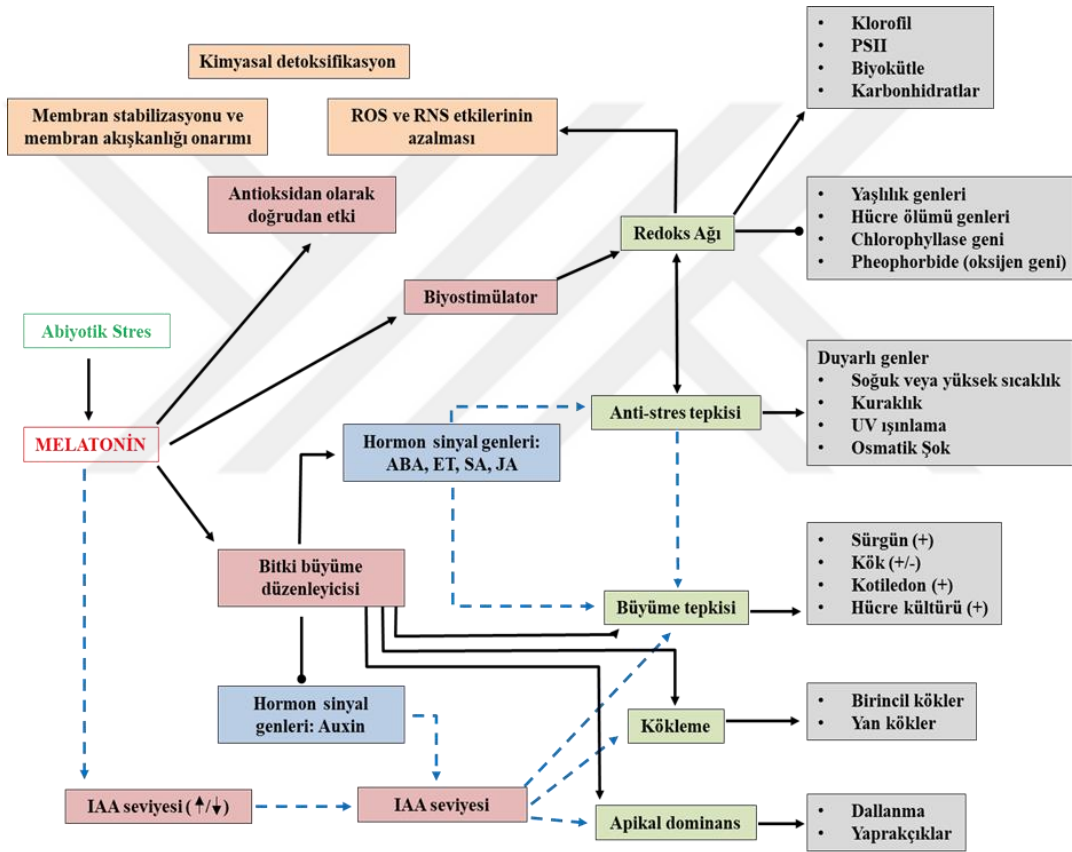 Kimyasal detoksifikasyon
Membran stabilizasyonu ve
membran akışkanlığı onarımı
ROS ve RNS etkilerinin
azalması
• Klorofil
• PSII
• Biyokütle
• Karbonhidratlar
Antioksidan olarak
doğrudan etki
Redoks Ağı
• Yaşlılık genleri
• Hücre ölümü genleri
• Chlorophyllase geni
• Pheophorbide (oksijen geni)
Biyostimülator
Abiyotik Stres
MELATONİN
Hormon sinyal genleri:
ABA, ET, SA, JA
Anti-stres tepkisi
Duyarlı genler
• Soğuk veya yüksek sıcaklık
• Kuraklık
• UV ışınlama
• Osmatik Şok
Bitki büyüme
düzenleyicisi
Büyüme tepkisi
• Sürgün (+)
• Kök (+/-)
• Kotiledon (+)
• Hücre kültürü (+)
Hormon sinyal
genleri: Auxin
Kökleme
• Birincil kökler
• Yan kökler
IAA seviyesi (↑/↓)
IAA seviyesi
Apikal dominans
• Dallanma
• Yaprakçıklar